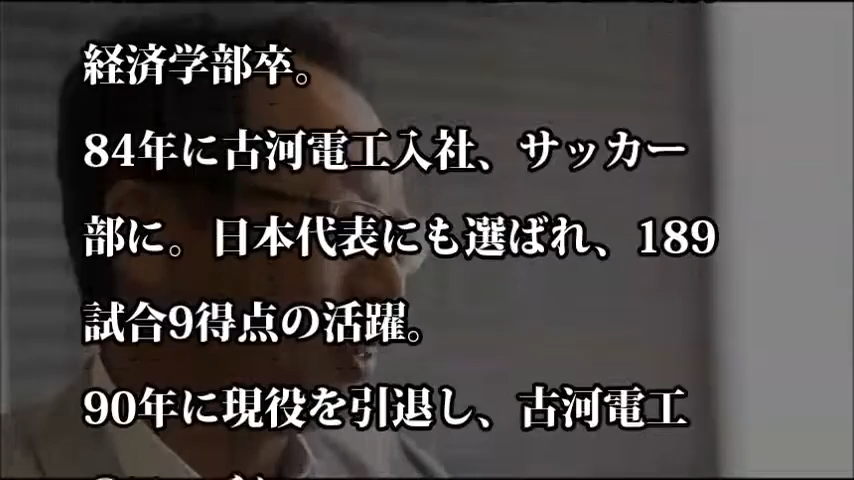 経済学部卒。
84年に古河電工入社、サッカー
部に。日本代表にも選ばれ、189
試合9得点の活躍。
90年に現役を引退し、古河電工